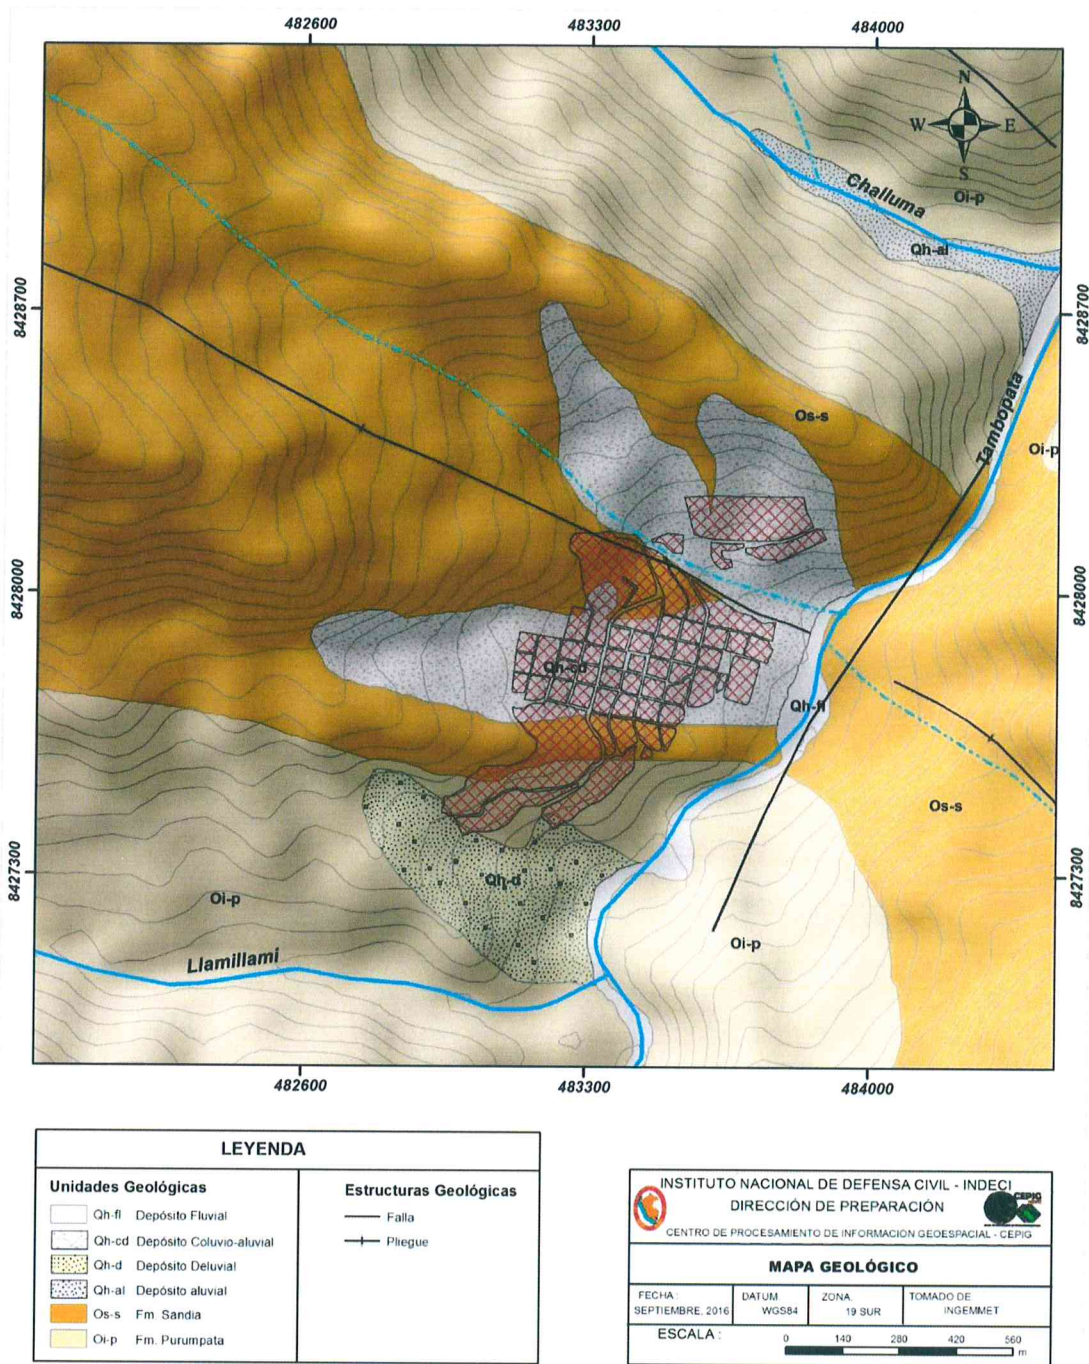 482600
483300
484000
N
W
E
S
Challuma
Oi-p
Qh-al
8428700
8428700
Tambopata
Os-s
Oi-p
8428000
8428000
Qh-cd
Qh-fl
Os-s
8427300
8427300
Qh-d
Oi-p
Oi-p
Llamillami
482600
483300
484000
LEYENDA
Unidades Geológicas
Qh-fl Depósito Fluvial
Qh-cd Depósito Coluvio-aluvial
Qh-d Depósito Deluvial
Qh-al Depósito aluvial
Os-s Fm. Sandia
Oi-p Fm. Purumpata
Estructuras Geológicas
Falla
Pliegue
INSTITUTO NACIONAL DE DEFENSA CIVIL - INDECI
DIRECCIÓN DE PREPARACIÓN
CEPIG
CENTRO DE PROCESAMIENTO DE INFORMACIÓN GEOESPACIAL - CEPIG
MAPA GEOLÓGICO
FECHA: SEPTIEMBRE, 2016
DATUM WGS84
ZONA: 19 SUR
TOMADO DE INGEMMET
ESCALA :
0 140 280 420 560
m